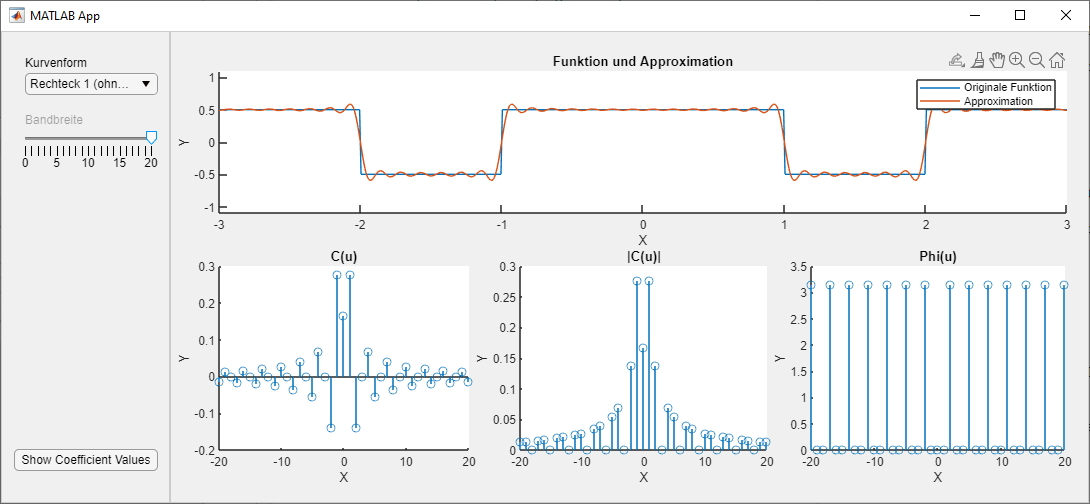 MATLAB App
Kurvenform
Rechteck 1 (ohn...
Bandbreite
0 5 10 15 20
Show Coefficient Values
Funktion und Approximation
Originale Funktion
Approximation
1
0.5
0
-0.5
-1
Y
-3 -2 -1 0 1 2 3
X
C(u)
0.3
0.2
0.1
0
-0.1
-0.2
Y
-20 -10 0 10 20
X
|C(u)|
0.3
0.25
0.2
0.15
0.1
0.05
0
Y
-20 -10 0 10 20
X
Phi(u)
3.5
3
2.5
2
1.5
1
0.5
0
Y
-20 -10 0 10 20
X